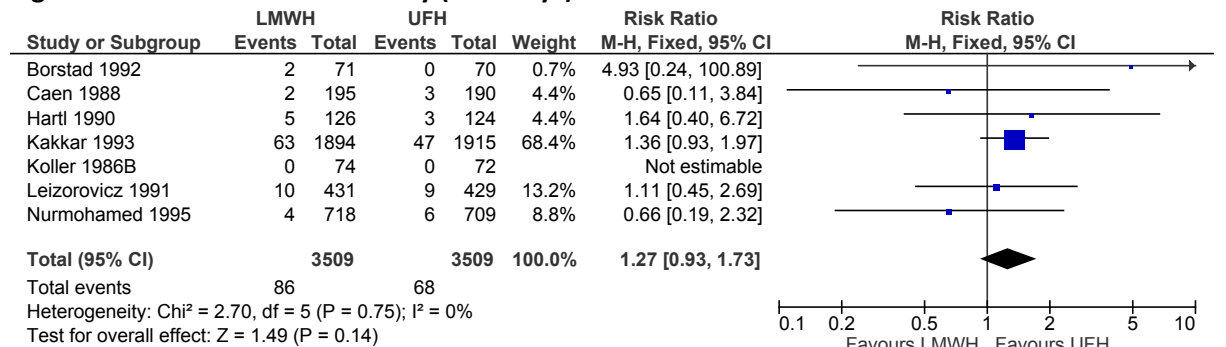 LMWH UFH Risk Ratio Risk Ratio
Study or Subgroup Events Total Events Total Weight M-H, Fixed, 95% CI M-H, Fixed, 95% CI
Borstad 1992 2 71 0 70 0.7% 4.93 [0.24, 100.89]
Caen 1988 2 195 3 190 4.4% 0.65 [0.11, 3.84]
Hartl 1990 5 126 3 124 4.4% 1.64 [0.40, 6.72]
Kakkar 1993 63 1894 47 1915 68.4% 1.36 [0.93, 1.97]
Koller 1986B 0 74 0 72 Not estimable
Leizorovicz 1991 10 431 9 429 13.2% 1.11 [0.45, 2.69]
Nurmohamed 1995 4 718 6 709 8.8% 0.66 [0.19, 2.32]
Total (95% CI) 3509 3509 100.0% 1.27 [0.93, 1.73]
Total events 86 68
Heterogeneity: Chi² = 2.70, df = 5 (P = 0.75); I² = 0%
Test for overall effect: Z = 1.49 (P = 0.14)
0.1 0.2 0.5 1 2 5 10
Favours LMWH Favours UFH